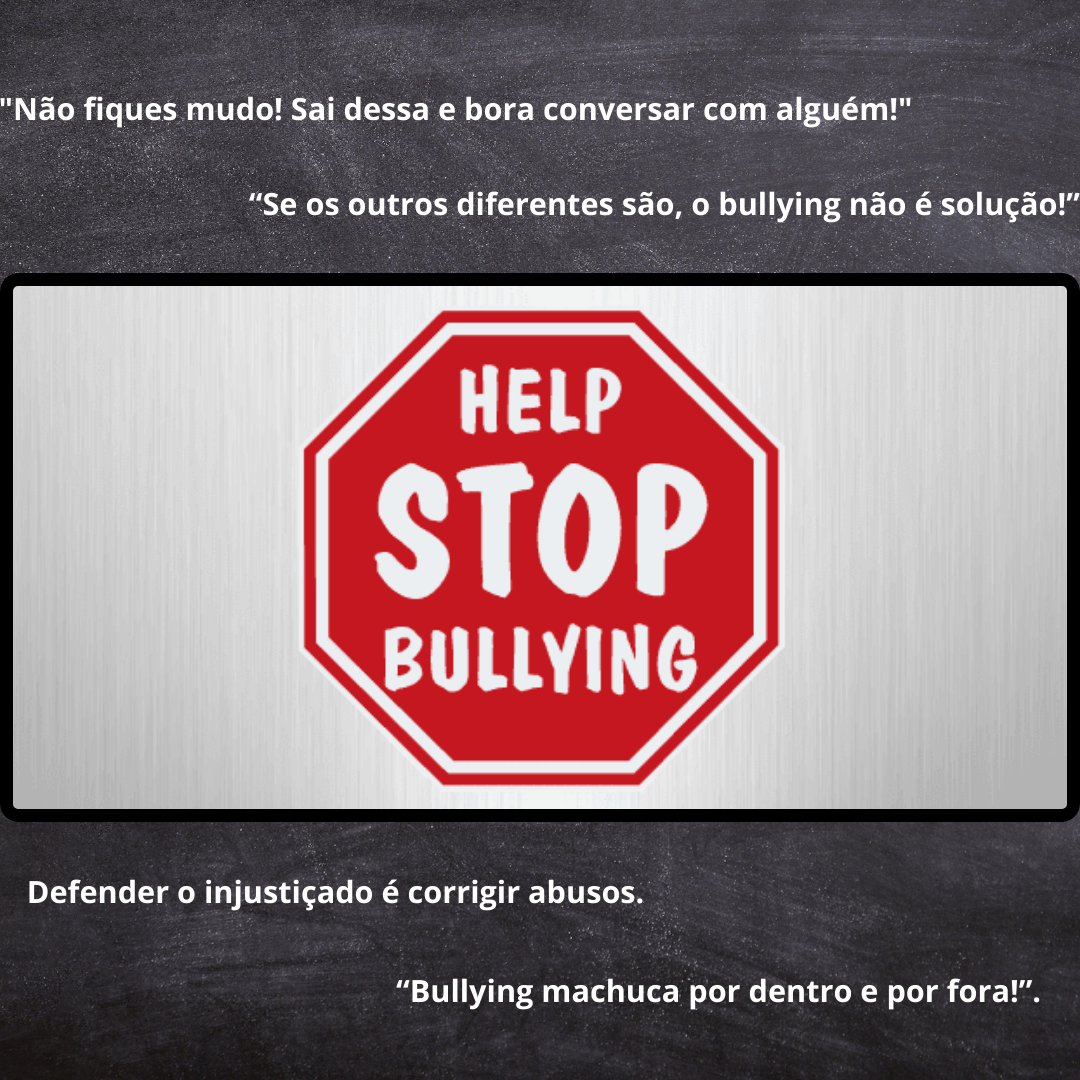 "Não fiques mudo! Sai dessa e bora conversar com alguém!"
“Se os outros diferentes são, o bullying não é solução!”
HELP
STOP
BULLYING
Defender o injustiçado é corrigir abusos.
“Bullying machuca por dentro e por fora!”.